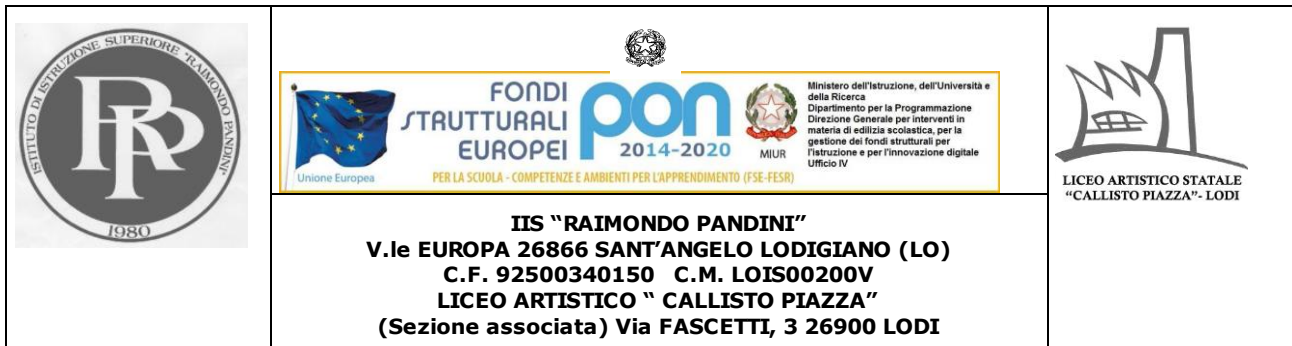 ISTITUTO DI ISTRUZIONE SUPERIORE "RAIMONDO PANDINI"
1980
FONDI
STRUTTURALI
EUROPEI
pon
2014-2020
Unione Europea
MIUR
Ministero dell'Istruzione, dell'Università e
della Ricerca
Dipartimento per la Programmazione
Direzione Generale per interventi in
materia di edilizia scolastica, per la
gestione dei fondi strutturali per
l'istruzione e per l'innovazione digitale
Ufficio IV
PER LA SCUOLA - COMPETENZE E AMBIENTI PER L'APPRENDIMENTO (FSE-FESR)
IIS "RAIMONDO PANDINI"
V.le EUROPA 26866 SANT'ANGELO LODIGIANO (LO)
C.F. 92500340150 C.M. LOIS00200V
LICEO ARTISTICO " CALLISTO PIAZZA"
(Sezione associata) Via FASCETTI, 3 26900 LODI
LICEO ARTISTICO STATALE
"CALLISTO PIAZZA"- LODI